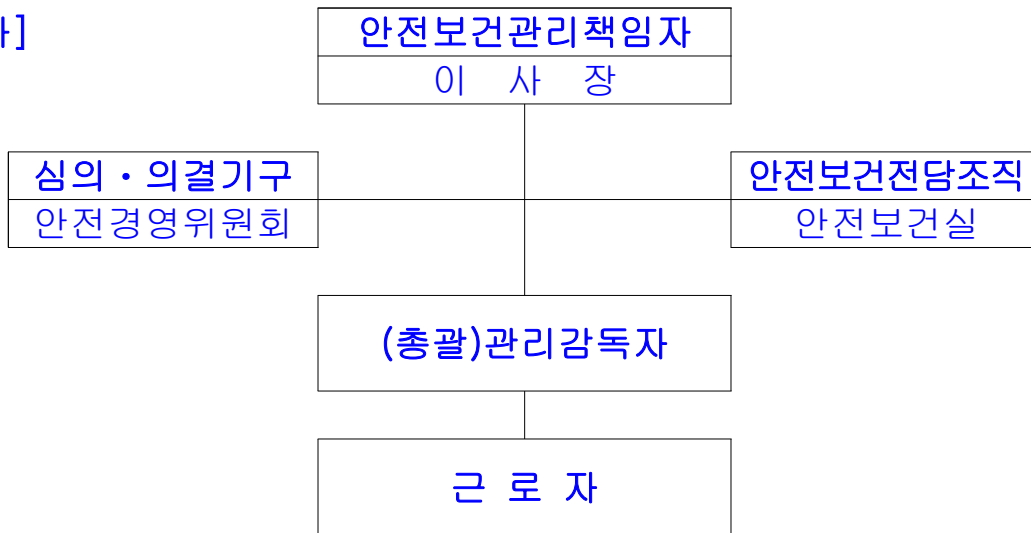 ]
안전보건관리책임자
이 사 장
심의・의결기구
안전경영위원회
안전보건전담조직
안전보건실
(총괄)관리감독자
근 로 자